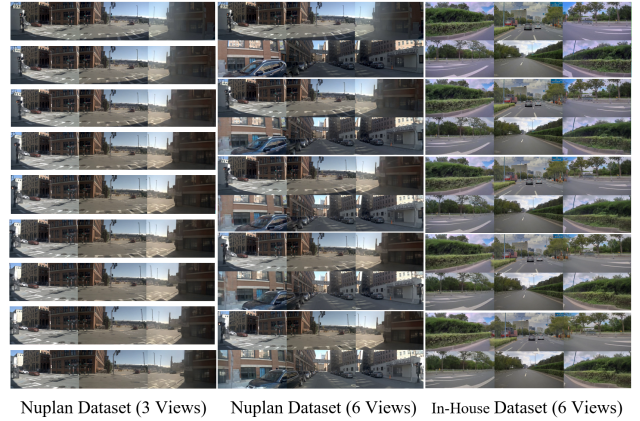 Nuplan Dataset (3 Views)
Nuplan Dataset (6 Views)
In-House Dataset (6 Views)